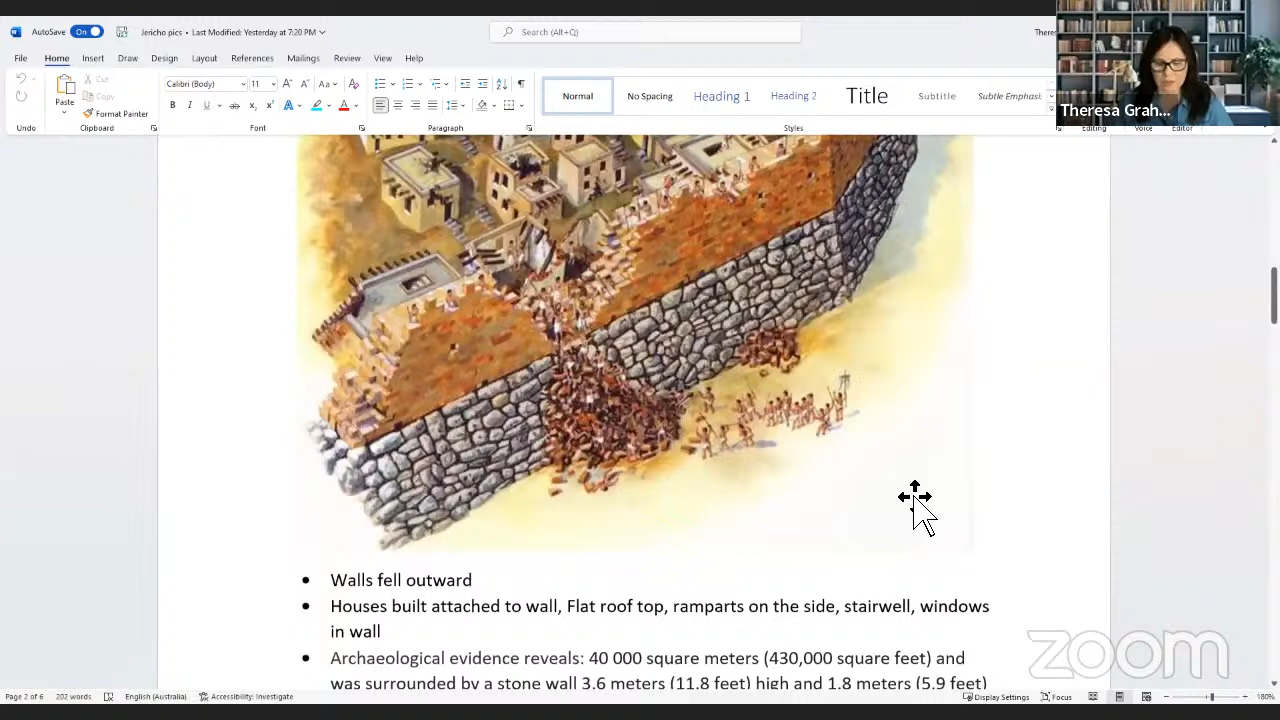 AutoSave On Jericho pics • Last Modified: Yesterday at 7:20 PM Search (Alt+Q) Theres
File Home Insert Draw Design Layout References Mailings Review View Help
Paste Cut Copy Format Painter
Calibri (Body) 11 Aa
Normal No Spacing Heading 1 Heading 2 Title Subtitle Subtle Emphasi
Undo Clipboard Font Paragraph Styles Editing Voice Editor
Theresa Grah...
• Walls fell outward
• Houses built attached to wall, Flat roof top, ramparts on the side, stairwell, windows
in wall
• Archaeological evidence reveals: 40 000 square meters (430,000 square feet) and
was surrounded by a stone wall 3.6 meters (11.8 feet) high and 1.8 meters (5.9 feet)
zoom
Page 2 of 6 202 words English (Australia) Accessibility: Investigate Display Settings Focus 180%